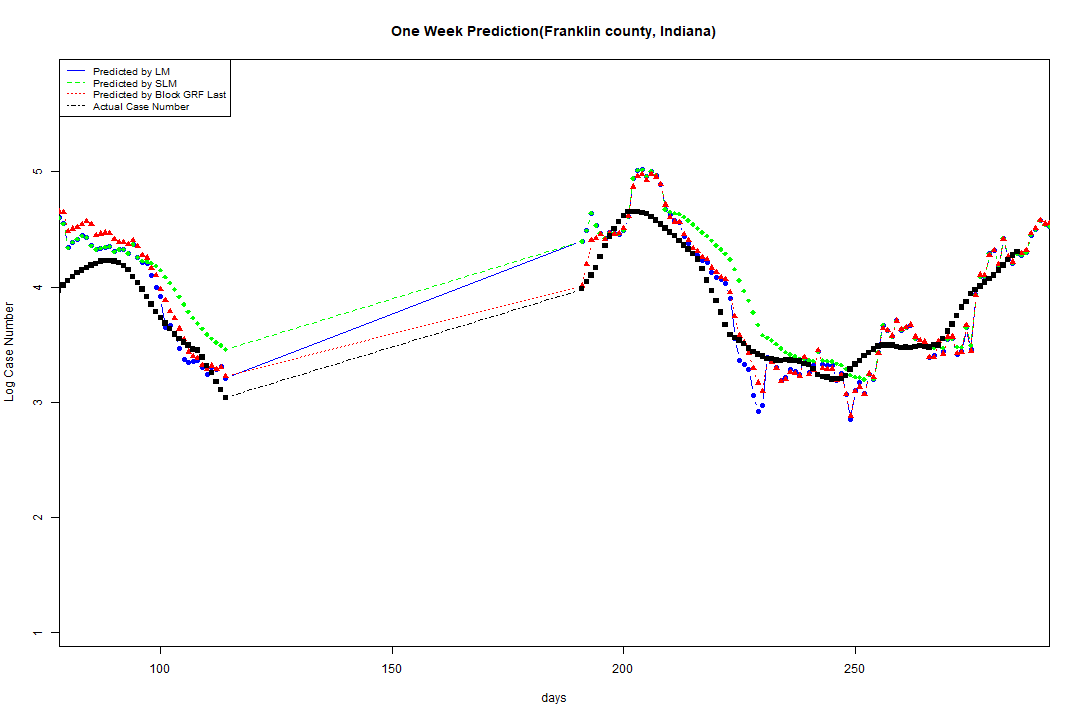 One Week Prediction(Franklin county, Indiana)
Predicted by LM
Predicted by SLM
Predicted by Block GRF Last
Actual Case Number
5
4
3
2
1
Log Case Number
100
150
200
250
days